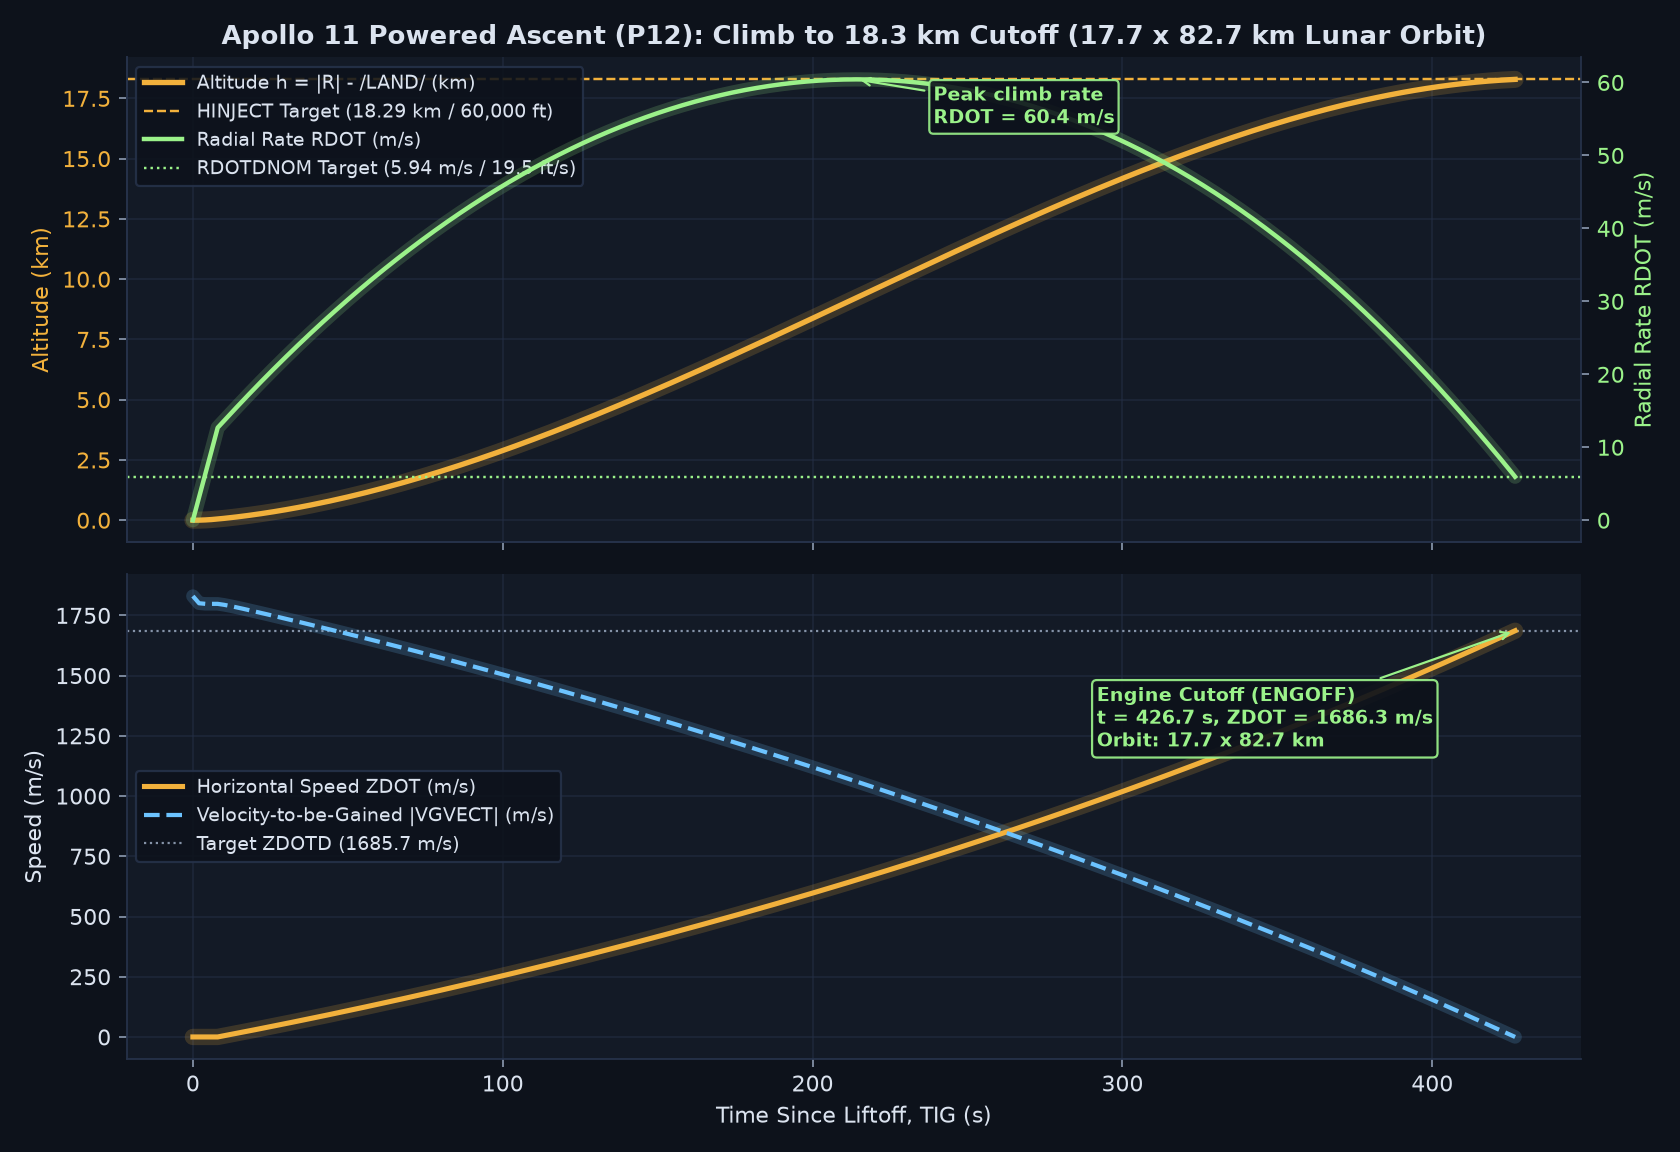 Apollo 11 Powered Ascent (P12): Climb to 18.3 km Cutoff (17.7 x 82.7 km Lunar Orbit)
Altitude h = |R| - /LAND/ (km)
HINJECT Target (18.29 km / 60,000 ft)
Radial Rate RDOT (m/s)
RDOTDNOM Target (5.94 m/s / 19.5 ft/s)
Peak climb rate
RDOT = 60.4 m/s
Altitude (km)
17.5
15.0
12.5
10.0
7.5
5.0
2.5
0.0
60
50
40
30
20
10
0
Radial Rate RDOT (m/s)
Speed (m/s)
1750
1500
1250
1000
750
500
250
0
Horizontal Speed ZDOT (m/s)
Velocity-to-be-Gained |VGVECT| (m/s)
Target ZDOTD (1685.7 m/s)
Engine Cutoff (ENGOFF)
t = 426.7 s, ZDOT = 1686.3 m/s
Orbit: 17.7 x 82.7 km
0 100 200 300 400
Time Since Liftoff, TIG (s)